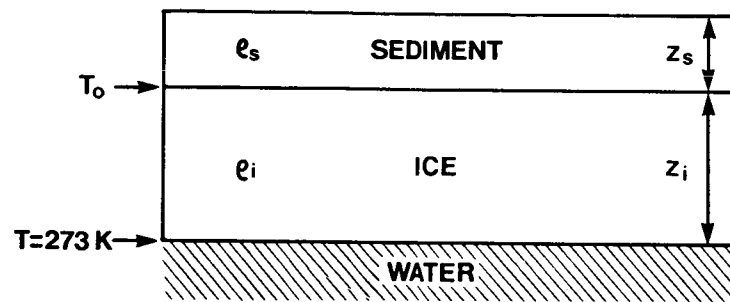 ρs SEDIMENT zs
To
ρi ICE zi
T=273 K
WATER